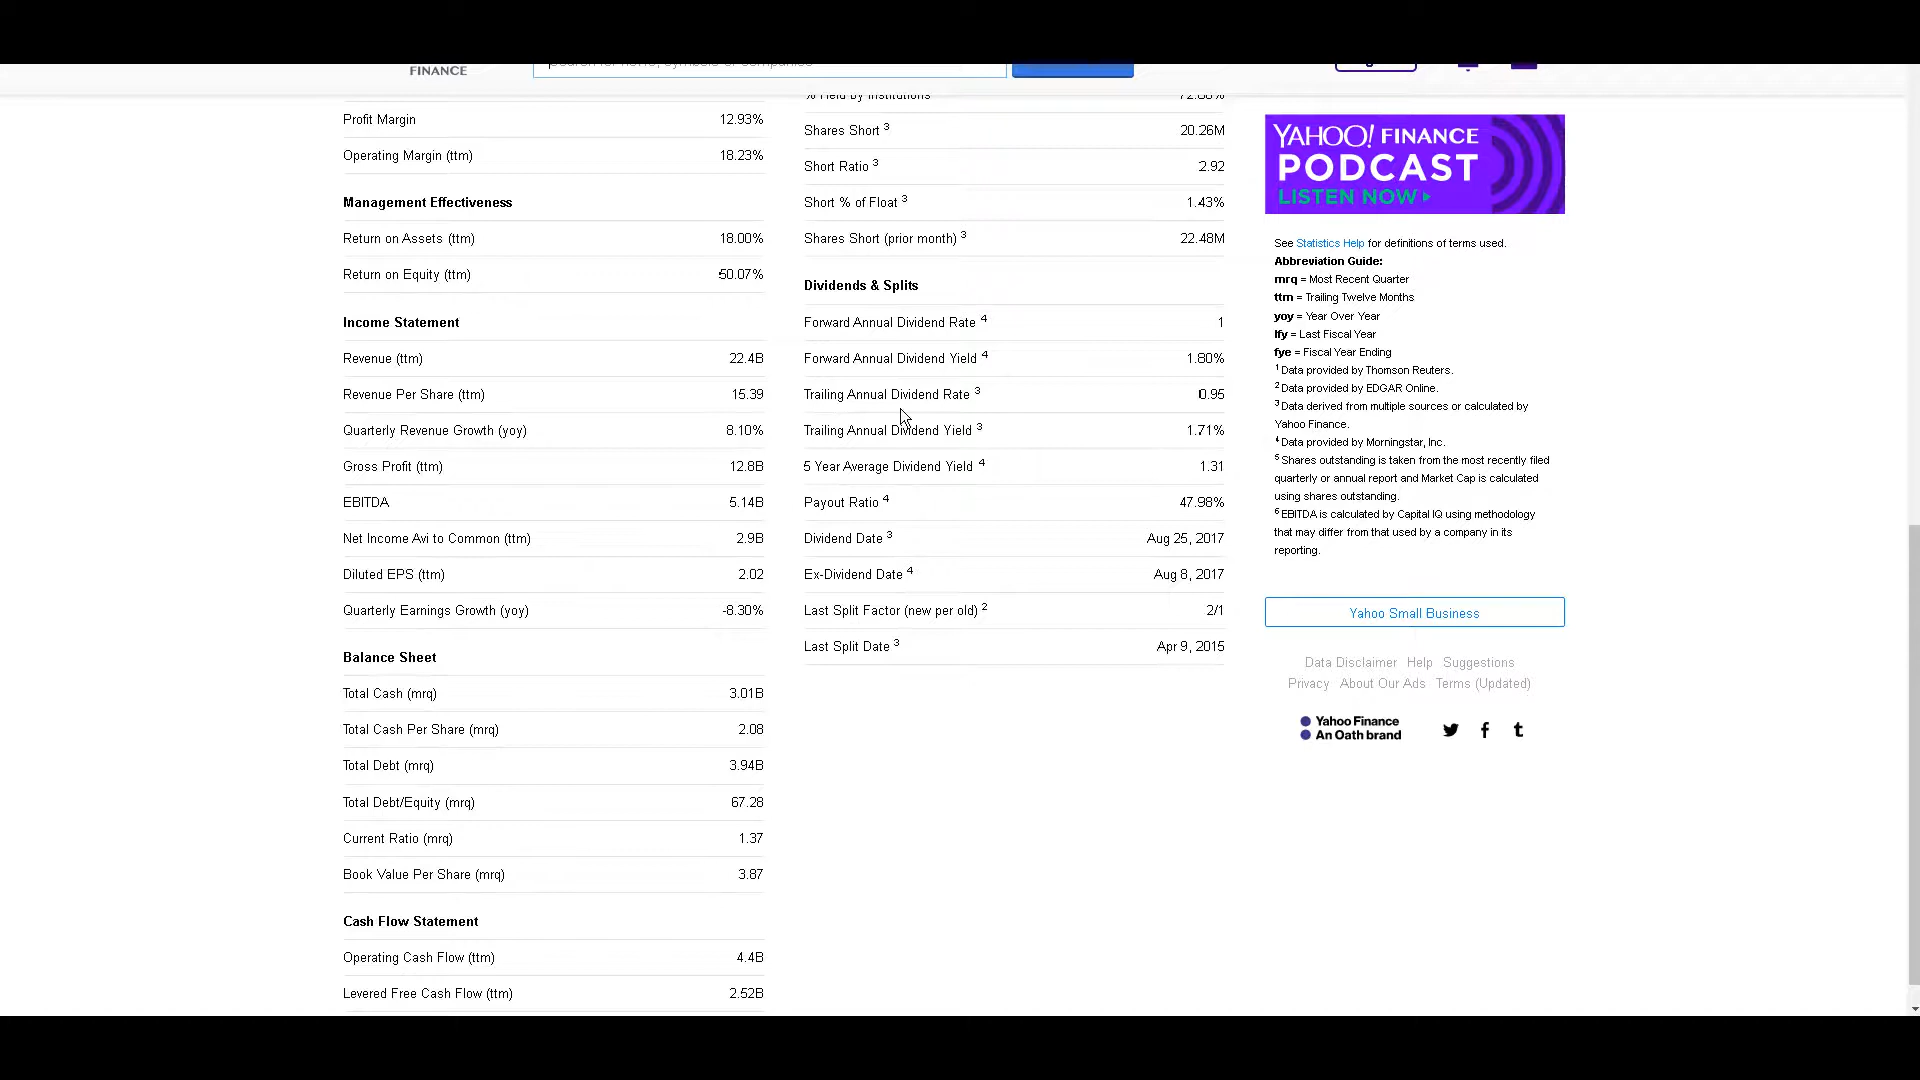 FINANCE
Profit Margin 12.93%
Operating Margin (ttm) 18.23%
Management Effectiveness
Return on Assets (ttm) 18.00%
Return on Equity (ttm) 50.07%
Income Statement
Revenue (ttm) 22.4B
Revenue Per Share (ttm) 15.39
Quarterly Revenue Growth (yoy) 8.10%
Gross Profit (ttm) 12.8B
EBITDA 5.14B
Net Income Avi to Common (ttm) 2.9B
Diluted EPS (ttm) 2.02
Quarterly Earnings Growth (yoy) -8.30%
Balance Sheet
Total Cash (mrq) 3.01B
Total Cash Per Share (mrq) 2.08
Total Debt (mrq) 3.94B
Total Debt/Equity (mrq) 67.28
Current Ratio (mrq) 1.37
Book Value Per Share (mrq) 3.87
Cash Flow Statement
Operating Cash Flow (ttm) 4.4B
Levered Free Cash Flow (ttm) 2.52B
% Held by Institutions
Shares Short 3 20.26M
Short Ratio 3 2.92
Short % of Float 3 1.43%
Shares Short (prior month) 3 22.48M
Dividends & Splits
Forward Annual Dividend Rate 4 1
Forward Annual Dividend Yield 4 1.80%
Trailing Annual Dividend Rate 3 0.95
Trailing Annual Dividend Yield 3 1.71%
5 Year Average Dividend Yield 4 1.31
Payout Ratio 4 47.98%
Dividend Date 3 Aug 25, 2017
Ex-Dividend Date 4 Aug 8, 2017
Last Split Factor (new per old) 2 2/1
Last Split Date 3 Apr 9, 2015
YAHOO! FINANCE
PODCAST
LISTEN NOW
See Statistics Help for definitions of terms used.
Abbreviation Guide:
mrq = Most Recent Quarter
ttm = Trailing Twelve Months
yoy = Year Over Year
lfy = Last Fiscal Year
fye = Fiscal Year Ending
1 Data provided by Thomson Reuters.
2 Data provided by EDGAR Online.
3 Data derived from multiple sources or calculated by
Yahoo Finance.
4 Data provided by Morningstar, Inc.
5 Shares outstanding is taken from the most recently filed
quarterly or annual report and Market Cap is calculated
using shares outstanding.
6 EBITDA is calculated by Capital IQ using methodology
that may differ from that used by a company in its
reporting.
Yahoo Small Business
Data Disclaimer Help Suggestions
Privacy About Our Ads Terms (Updated)
Yahoo Finance
An Oath brand